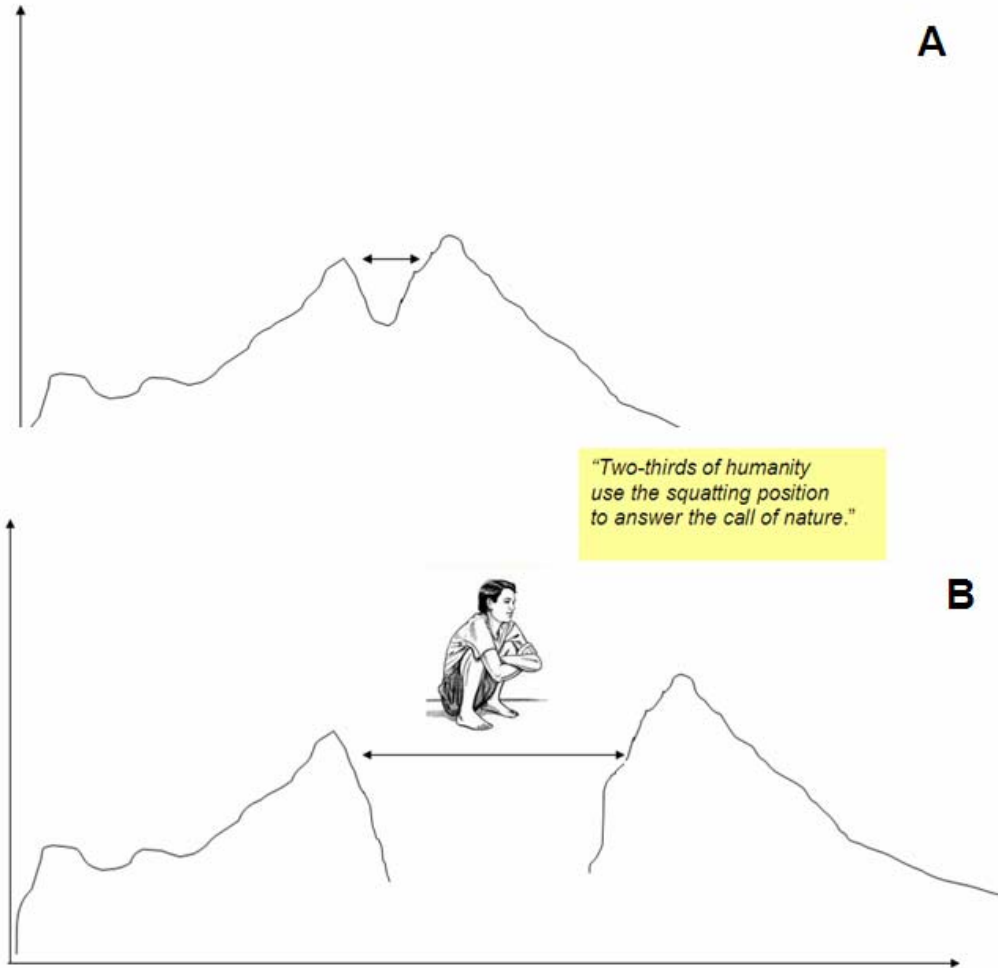 A
“Two-thirds of humanity
use the squatting position
to answer the call of nature.”
B